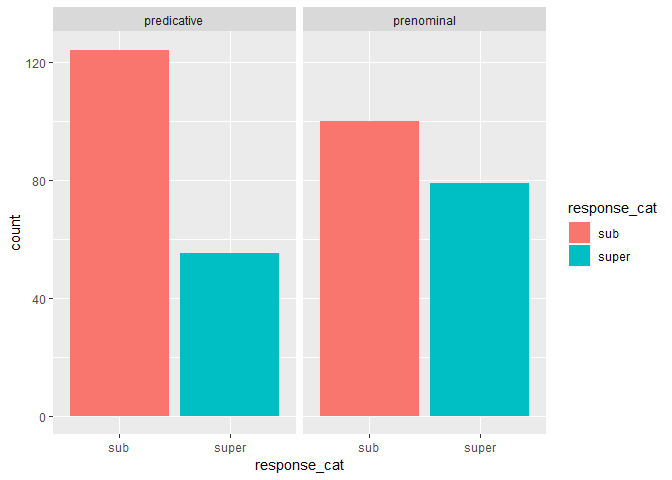 predicative
prenominal
count
120
80
40
0
sub
super
sub
super
response_cat
response_cat
sub
super